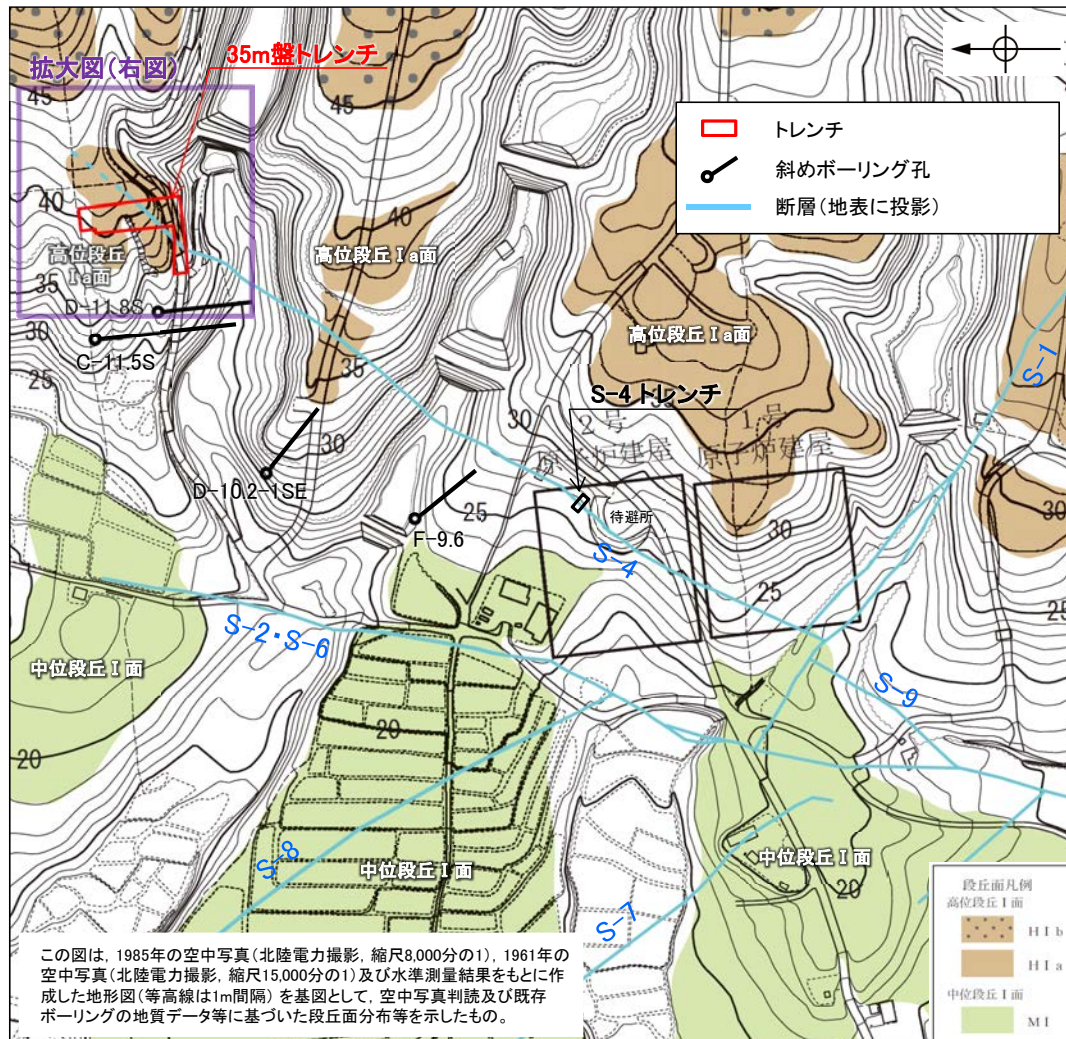 拡大図(右図)
35m盤トレンチ
45
45
トレンチ
斜めボーリング孔
断層(地表に投影)
40
40
高位段丘
Ⅰa面
高位段丘Ⅰa面
高位段丘Ⅰa面
35
D-11.8S
30
C-11.5S
25
35
S-1
S-4 トレンチ
30
35
30
2号
原子炉建屋
1号
原子炉建屋
D-10.2-1SE
25
F-9.6
待避所
30
30
S-4
25
25
S-2・S-6
中位段丘Ⅰ面
S-9
20
20
S-8
中位段丘Ⅰ面
中位段丘Ⅰ面
20
S-7
段丘面凡例
高位段丘Ⅰ面
HⅠb
HⅠa
中位段丘Ⅰ面
MⅠ
この図は，1985年の空中写真(北陸電力撮影，縮尺8,000分の1)，1961年の
空中写真(北陸電力撮影，縮尺15,000分の1)及び水準測量結果をもとに作
成した地形図(等高線は1m間隔)を基図として，空中写真判読及び既存
ボーリングの地質データ等に基づいた段丘面分布等を示したもの。